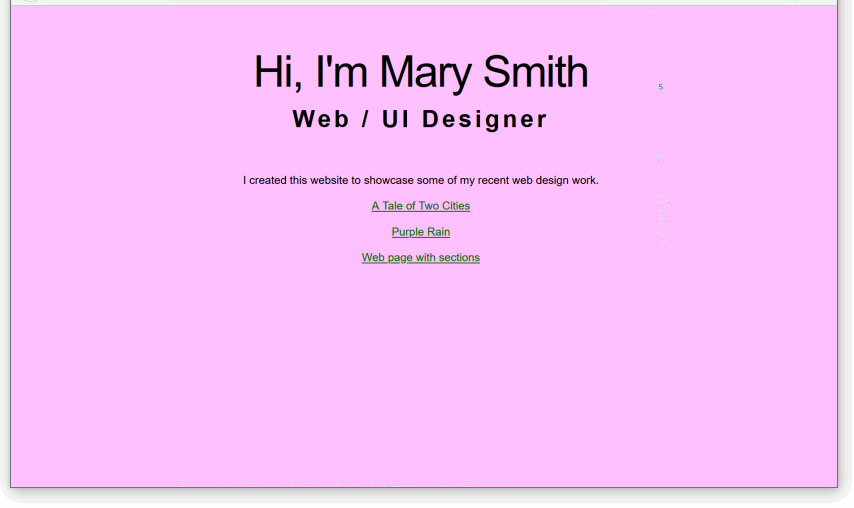 Hi, I'm Mary Smith
Web / UI Designer
I created this website to showcase some of my recent web design work.
A Tale of Two Cities
Purple Rain
Web page with sections